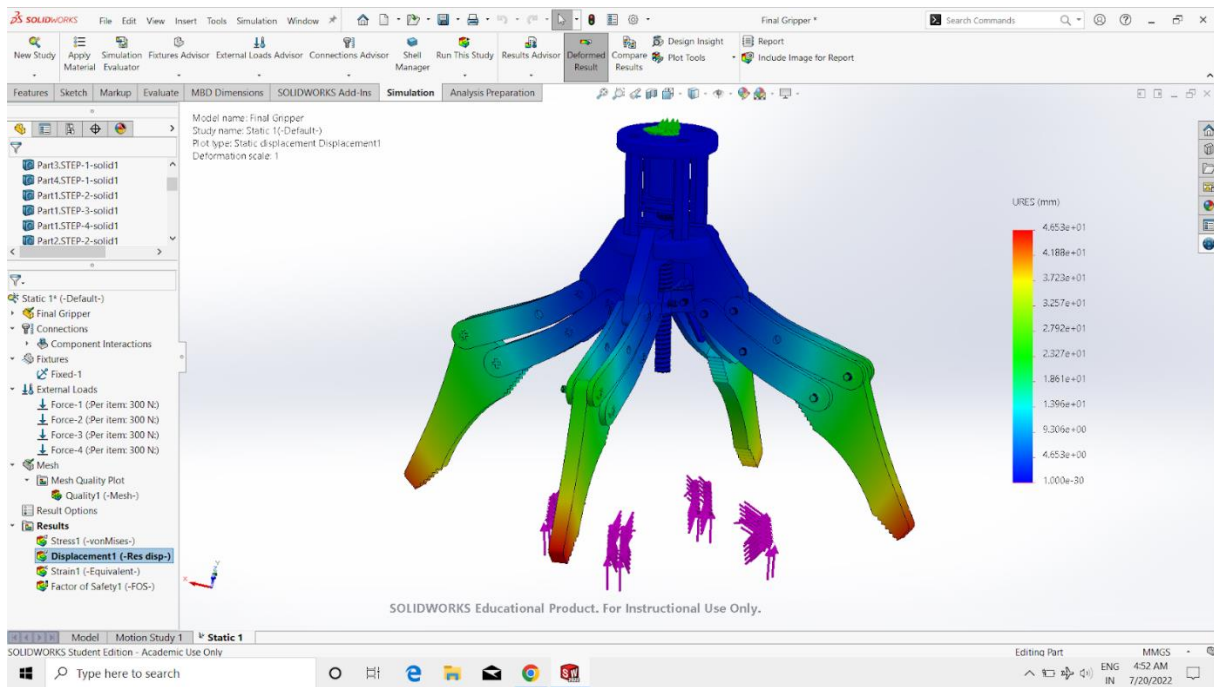 SOLIDWORKS File Edit View Insert Tools Simulation Window Final Gripper * Search Commands
New Study Apply Material Simulation Evaluator Fixtures Advisor External Loads Advisor Connections Advisor Shell Manager Run This Study Results Advisor Deformed Result Compare Results Design Insight Plot Tools Report Include Image for Report
Features Sketch Markup Evaluate MBD Dimensions SOLIDWORKS Add-Ins Simulation Analysis Preparation
Model name: Final Gripper
Study name: Static 1(-Default-)
Plot type: Static displacement Displacement1
Deformation scale: 1
Part3.STEP-1-solid1
Part4.STEP-1-solid1
Part1.STEP-2-solid1
Part1.STEP-3-solid1
Part1.STEP-4-solid1
Part2.STEP-2-solid1
Static 1* (-Default-)
Final Gripper
Connections
Component Interactions
Fixtures
Fixed-1
External Loads
Force-1 (:Per item: 300 N:)
Force-2 (:Per item: 300 N:)
Force-3 (:Per item: 300 N:)
Force-4 (:Per item: 300 N:)
Mesh
Mesh Quality Plot
Quality1 (-Mesh-)
Result Options
Results
Stress1 (-vonMises-)
Displacement1 (-Res disp-)
Strain1 (-Equivalent-)
Factor of Safety1 (-FOS-)
URES (mm)
4.653e+01
4.188e+01
3.723e+01
3.257e+01
2.792e+01
2.327e+01
1.861e+01
1.396e+01
9.306e+00
4.653e+00
1.000e-30
SOLIDWORKS Educational Product. For Instructional Use Only.
Model Motion Study 1 Static 1
SOLIDWORKS Student Edition - Academic Use Only Editing Part MMGS
Type here to search ENG 4:52 AM
IN 7/20/2022